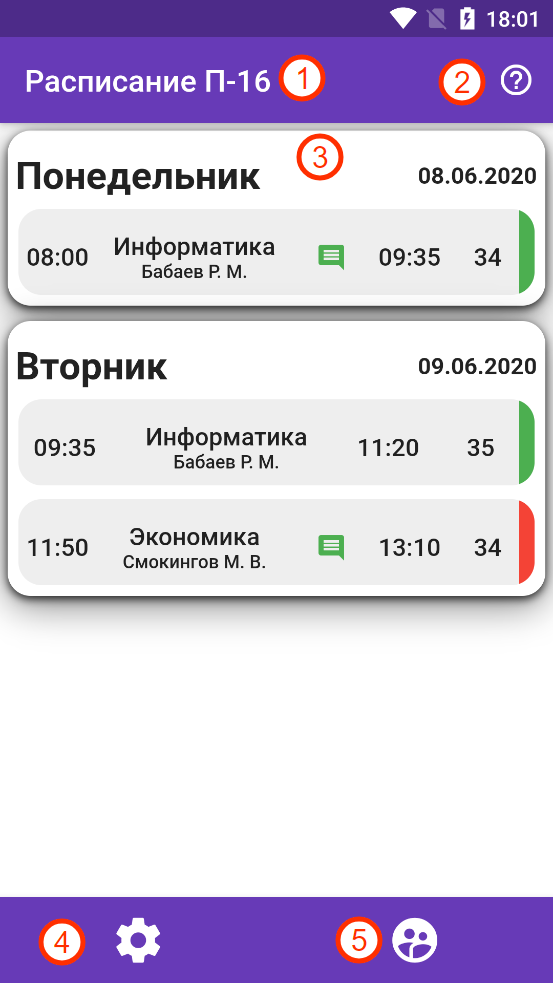 18:01
Расписание П-16 1 2
3
Понедельник 08.06.2020
08:00 Информатика 09:35 34
Бабаев Р. М.
Вторник 09.06.2020
09:35 Информатика 11:20 35
Бабаев Р. М.
11:50 Экономика 13:10 34
Смокингов М. В.
4 5